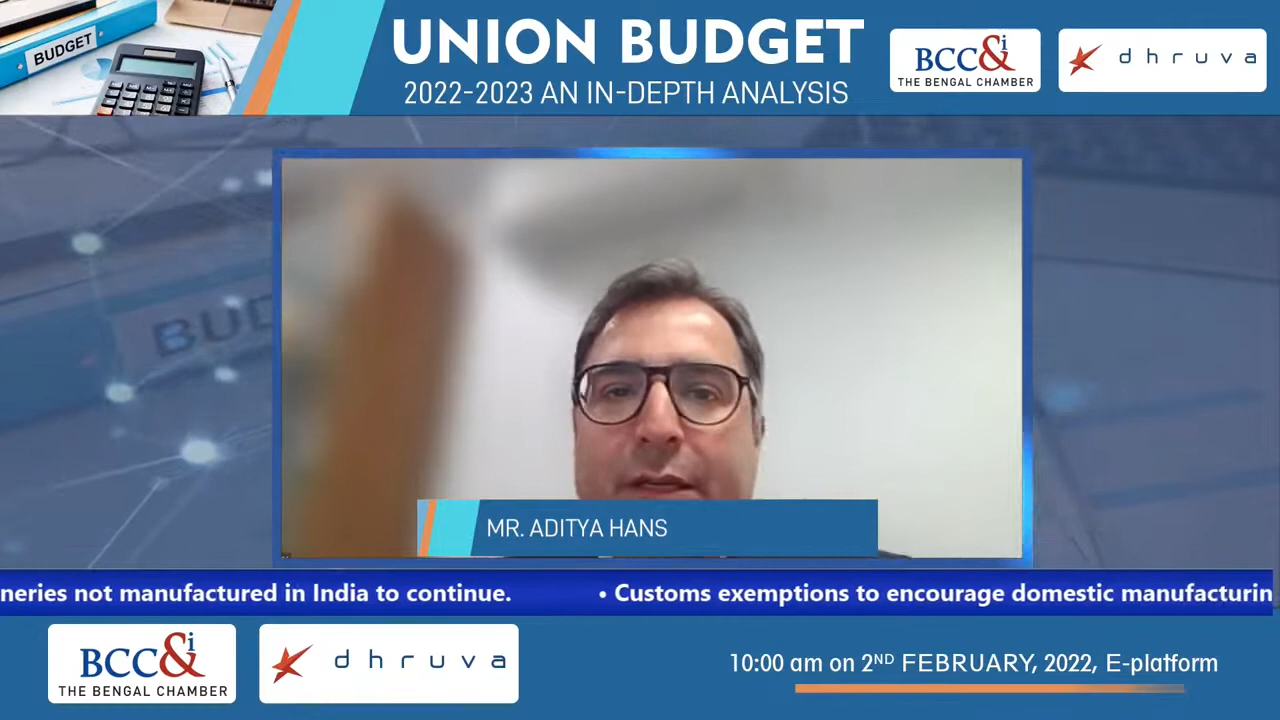 BUDGET
UNION BUDGET
2022-2023 AN IN-DEPTH ANALYSIS
BCC&i
THE BENGAL CHAMBER
dhruva
BUD
MR. ADITYA HANS
neries not manufactured in India to continue.
• Customs exemptions to encourage domestic manufacturin
BCC&i
THE BENGAL CHAMBER
dhruva
10:00 am on 2ND FEBRUARY, 2022, E-platform